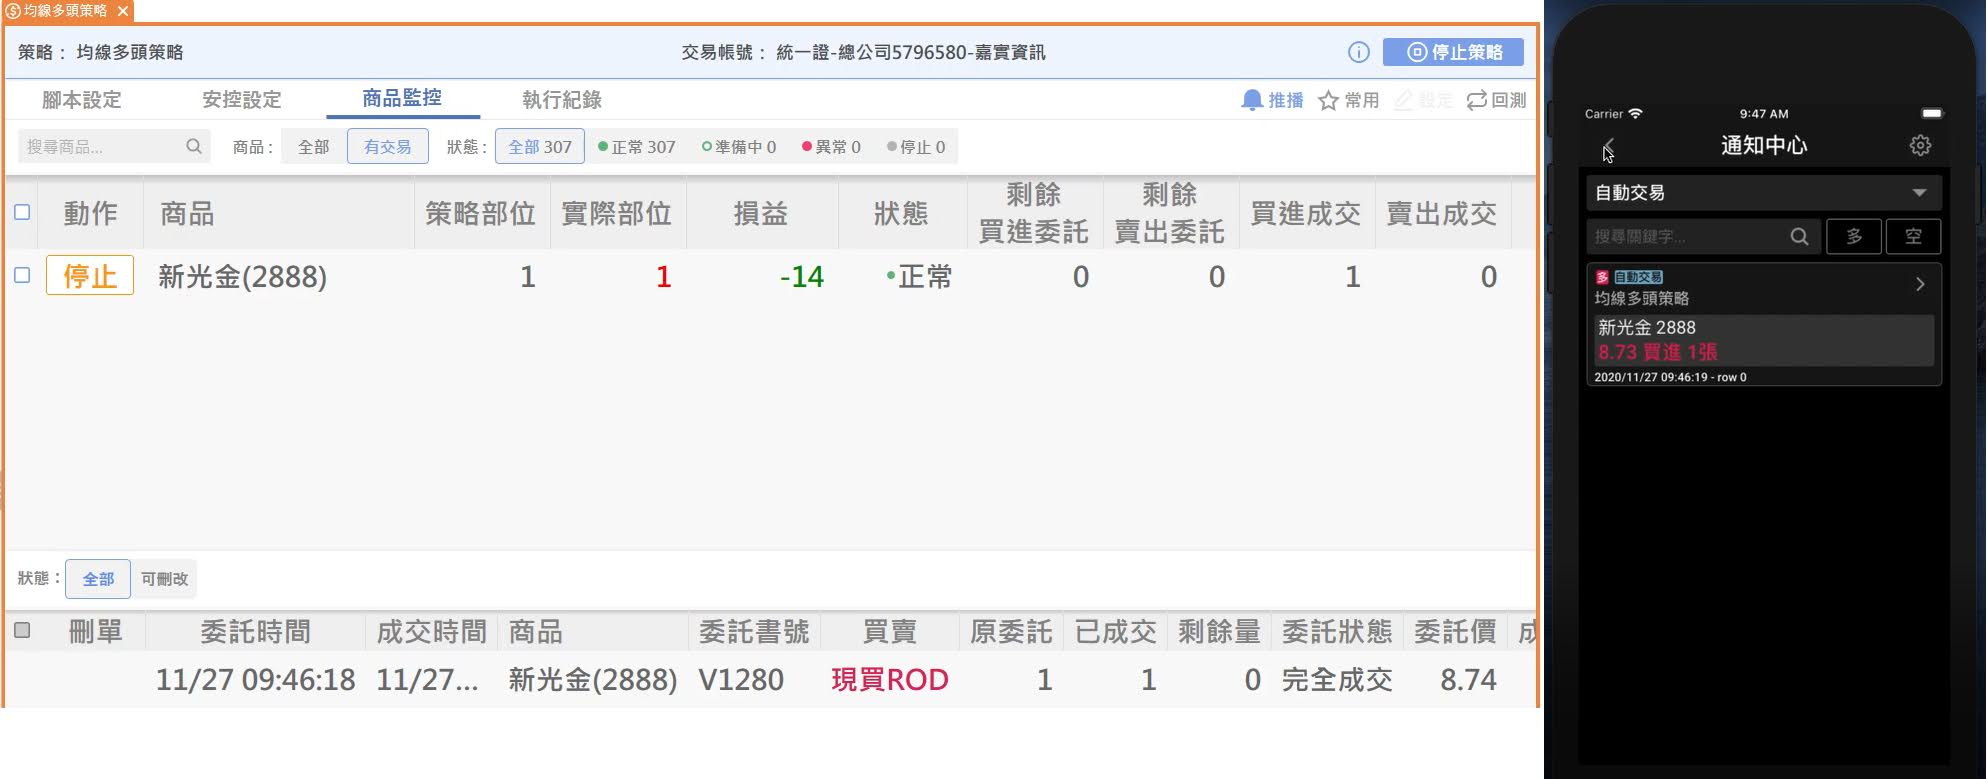 均線多頭策略
策略： 均線多頭策略
交易帳號： 統一證-總公司5796580-嘉實資訊
停止策略
腳本設定 安控設定 商品監控 執行紀錄
推播 常用 設定 回測
搜尋商品... 商品： 全部 有交易 狀態： 全部 307 正常 307 準備中 0 異常 0 停止 0
動作 商品 策略部位 實際部位 損益 狀態 剩餘買進委託 剩餘賣出委託 買進成交 賣出成交
停止 新光金(2888) 1 1 -14 正常 0 0 1 0
狀態： 全部 可刪改
刪單 委託時間 成交時間 商品 委託書號 買賣 原委託 已成交 剩餘量 委託狀態 委託價 成
11/27 09:46:18 11/27... 新光金(2888) V1280 現買ROD 1 1 0 完全成交 8.74
Carrier 9:47 AM
通知中心
自動交易
搜尋關鍵字... 多 空
多 自動交易
均線多頭策略
新光金 2888
8.73 買進 1張
2020/11/27 09:46:19 - row 0